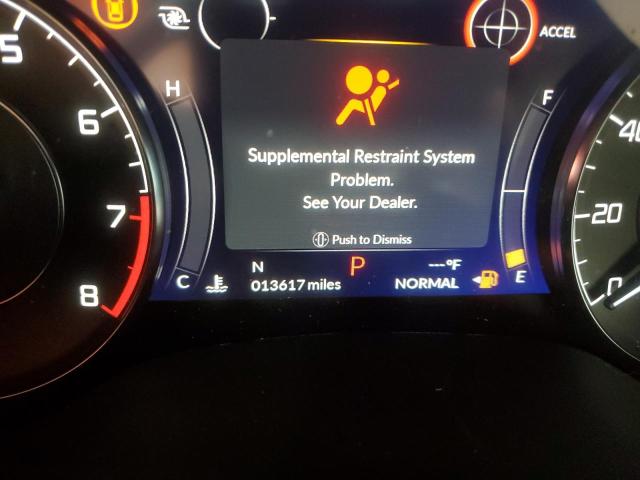 5
6
7
8
ACCEL
H
F
Supplemental Restraint System
Problem.
See Your Dealer.
Push to Dismiss
C
N
P
---°F
E
013617 miles
NORMAL
40
20
0